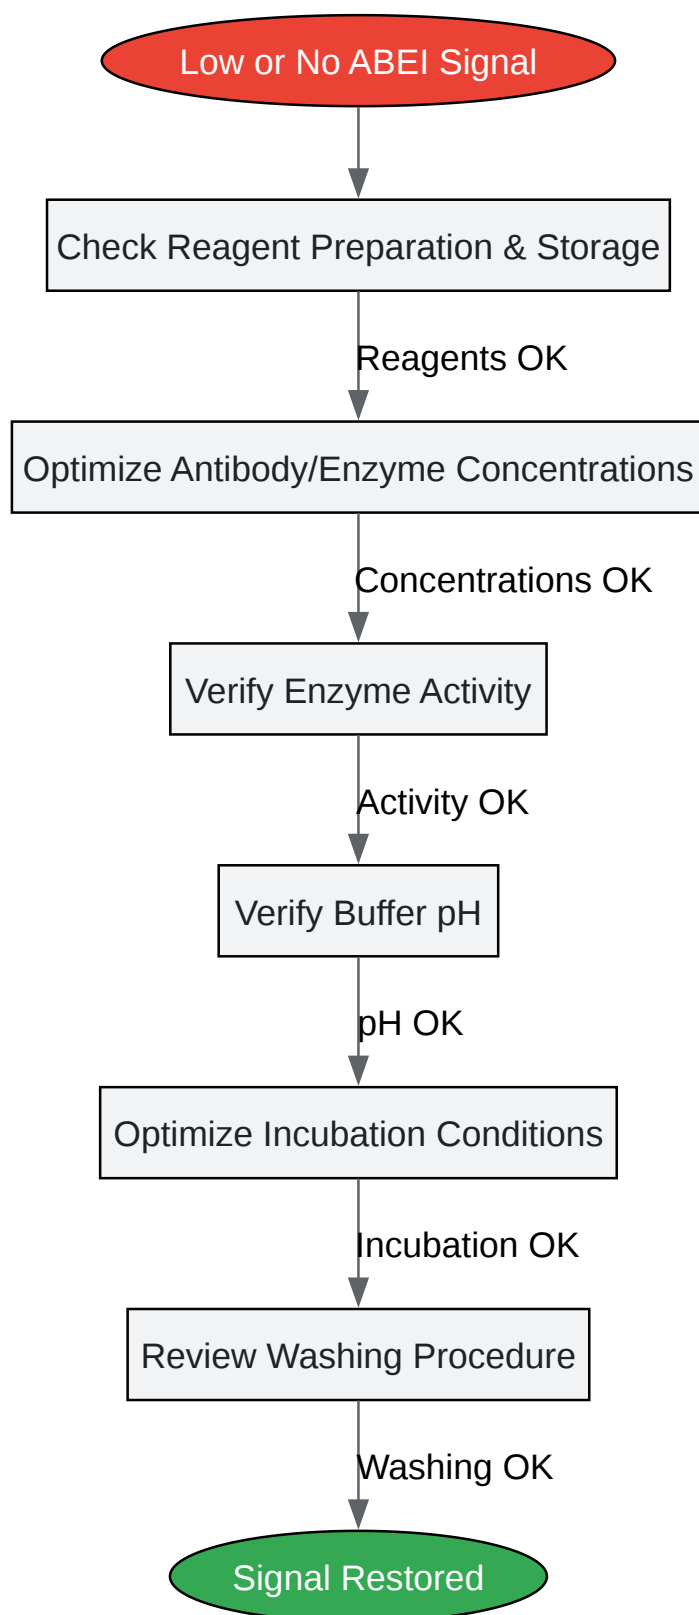 Low or No ABEI Signal
Check Reagent Preparation & Storage
Reagents OK
Optimize Antibody/Enzyme Concentrations
Concentrations OK
Verify Enzyme Activity
Activity OK
Verify Buffer pH
pH OK
Optimize Incubation Conditions
Incubation OK
Review Washing Procedure
Washing OK
Signal Restored